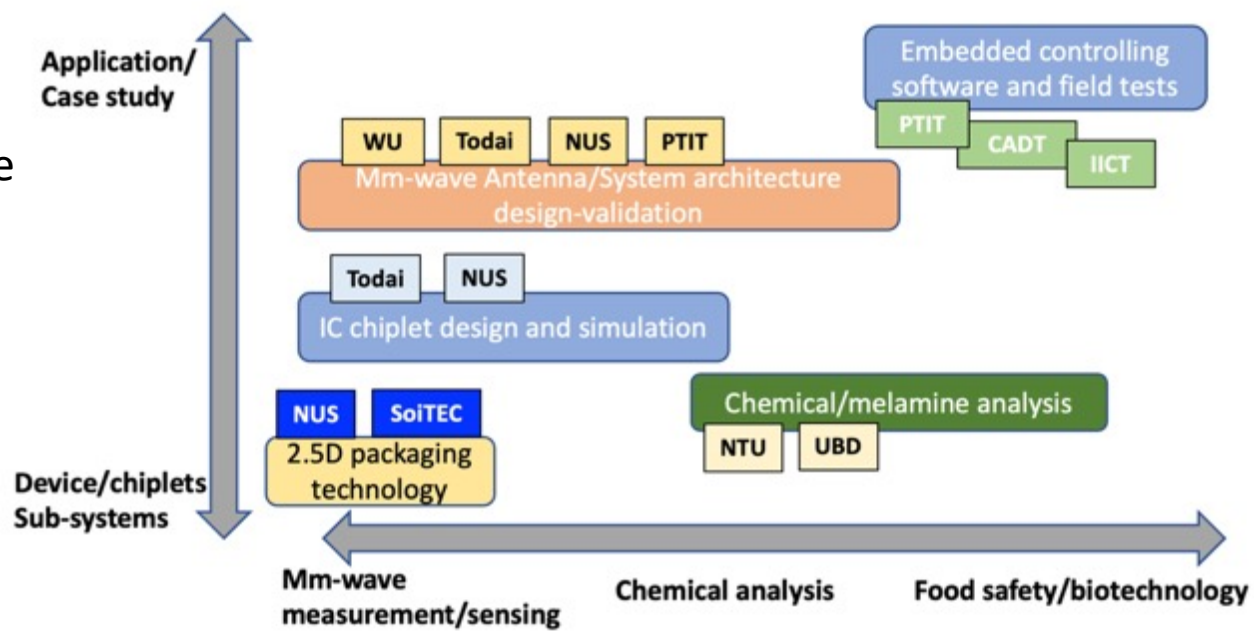 Application/
Case study
e
Embedded controlling
software and field tests
PTIT
CADT
IICT
WU
Todai
NUS
PTIT
Mm-wave Antenna/System architecture
design-validation
Todai
NUS
IC chiplet design and simulation
NUS
SoiTEC
2.5D packaging
technology
Chemical/melamine analysis
NTU
UBD
Device/chiplets
Sub-systems
Mm-wave
measurement/sensing
Chemical analysis
Food safety/biotechnology